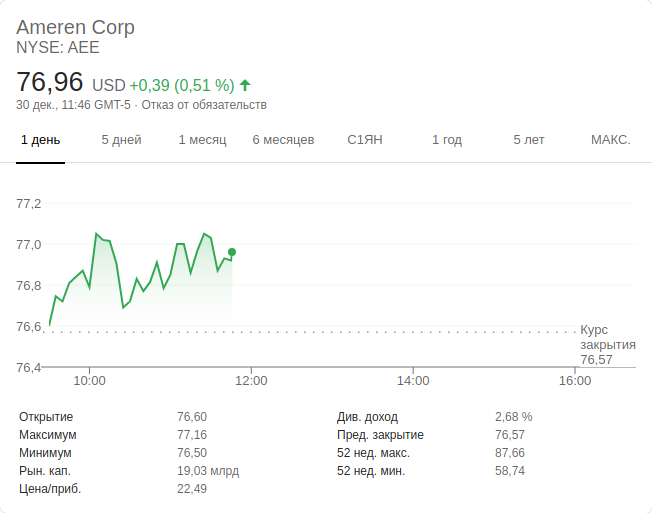 Ameren Corp
NYSE: AEE
76,96 USD +0,39 (0,51 %)
30 дек., 11:46 GMT-5 · Отказ от обязательств
1 день 5 дней 1 месяц 6 месяцев С1ЯН 1 год 5 лет МАКС.
77,2
77,0
76,8
76,6
Курс
закрытия
76,57
76,4
10:00 12:00 14:00 16:00
Открытие 76,60 Див. доход 2,68 %
Максимум 77,16 Пред. закрытие 76,57
Минимум 76,50 52 нед. макс. 87,66
Рын. кап. 19,03 млрд 52 нед. мин. 58,74
Цена/приб. 22,49